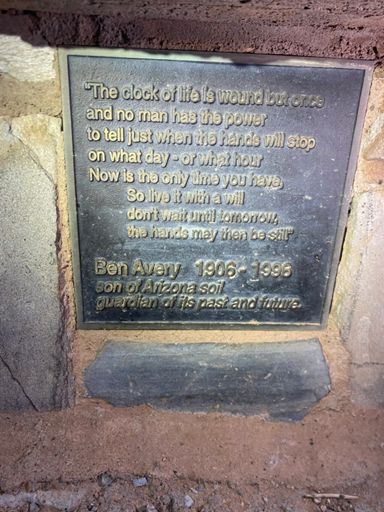 "The clock of life is wound but once
and no man has the power
to tell just when the hands will stop
on what day - or what hour
Now is the only time you have,
So live it with a will
don't wait until tomorrow,
the hands may then be still"
Ben Avery 1906 - 1996
son of Arizona soil
guardian of its past and future